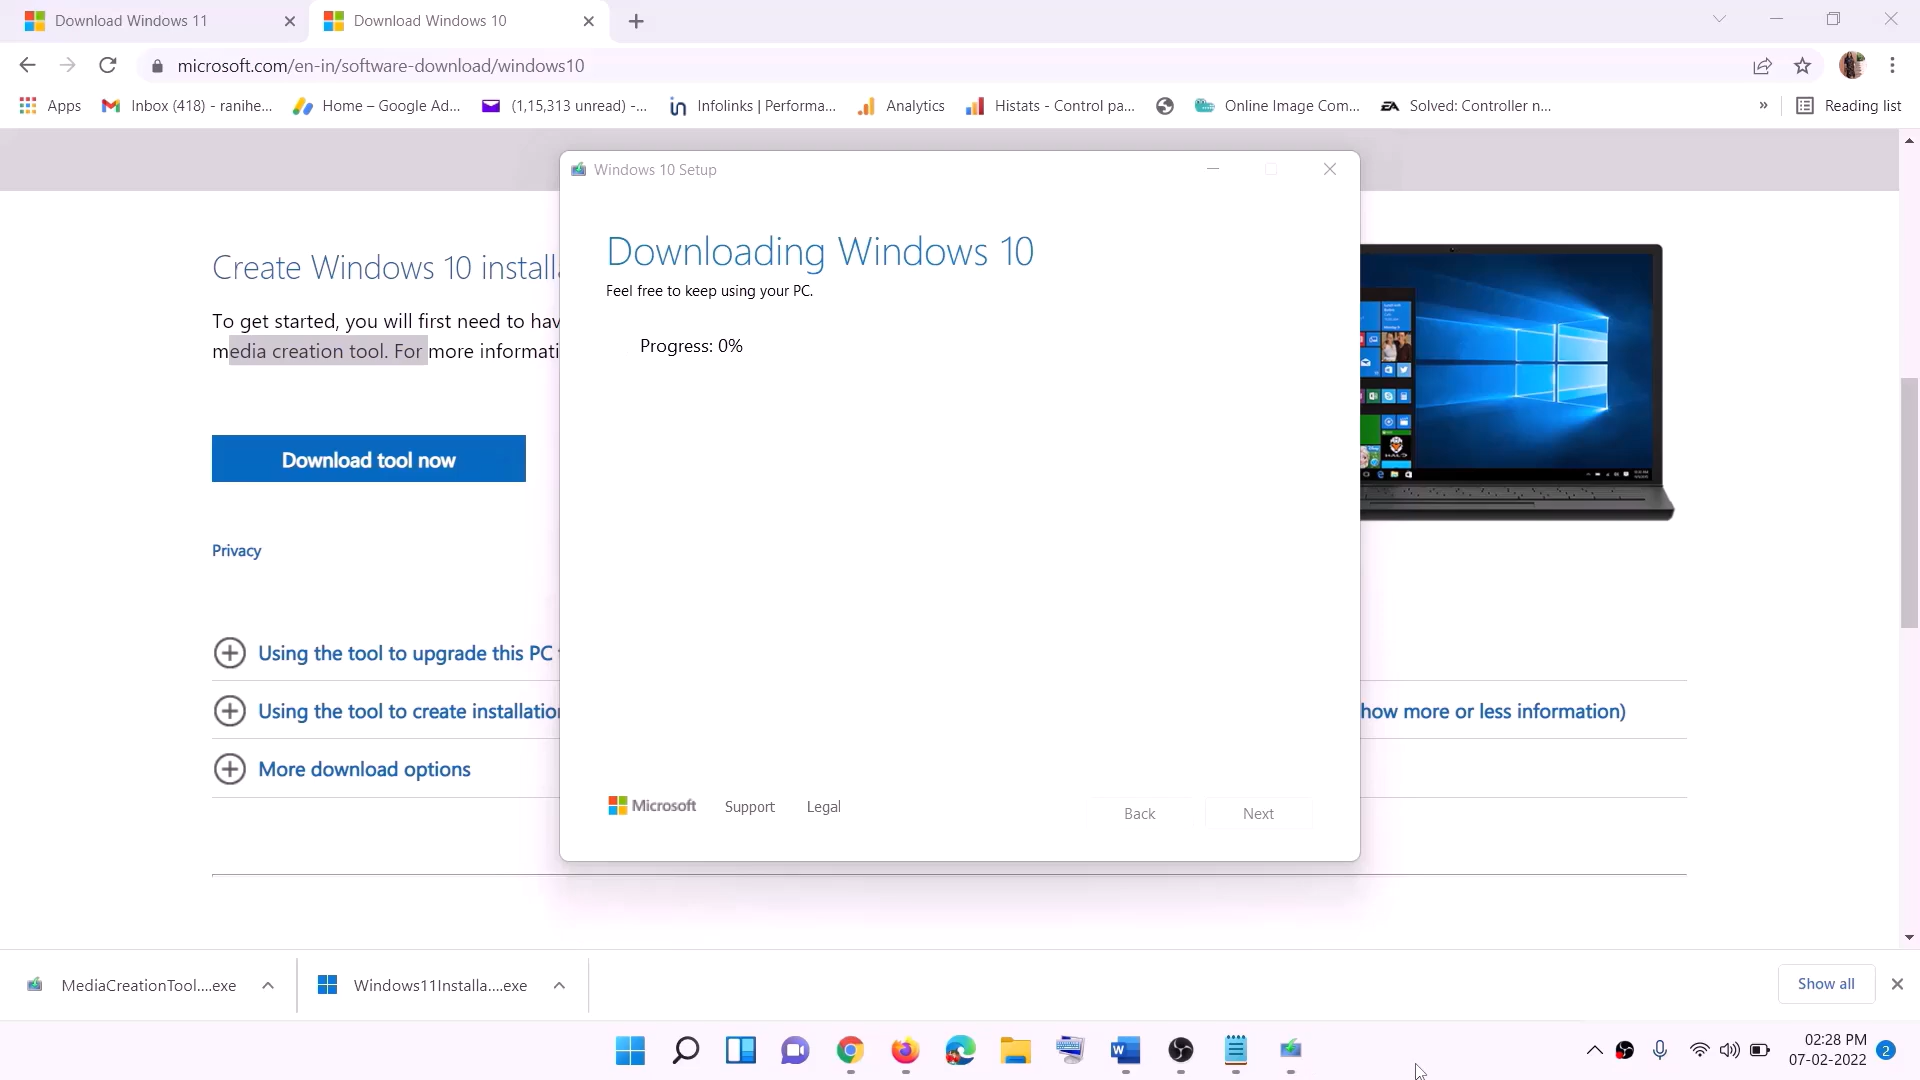 Download Windows 11
Download Windows 10
microsoft.com/en-in/software-download/windows10
Apps
Inbox (418) - ranihe...
Home – Google Ad...
(1,15,313 unread) -...
Infolinks | Performa...
Analytics
Histats - Control pa...
Online Image Com...
Solved: Controller n...
»
Reading list
Windows 10 Setup
Downloading Windows 10
Feel free to keep using your PC.
Progress: 0%
Create Windows 10 installa
To get started, you will first need to hav
media creation tool. For more informati
Download tool now
Privacy
Using the tool to upgrade this PC
Using the tool to create installation
how more or less information)
More download options
Microsoft
Support
Legal
Back
Next
MediaCreationTool....exe
Windows11Installa....exe
Show all
02:28 PM
07-02-2022
2